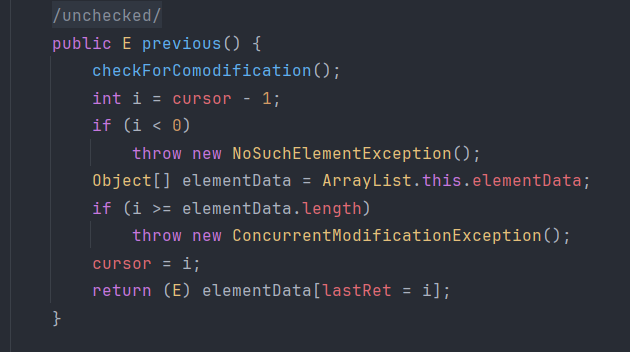 /unchecked/
public E previous() {
checkForComodification();
int i = cursor - 1;
if (i < 0)
throw new NoSuchElementException();
Object[] elementData = ArrayList.this.elementData;
if (i >= elementData.length)
throw new ConcurrentModificationException();
cursor = i;
return (E) elementData[lastRet = i];
}